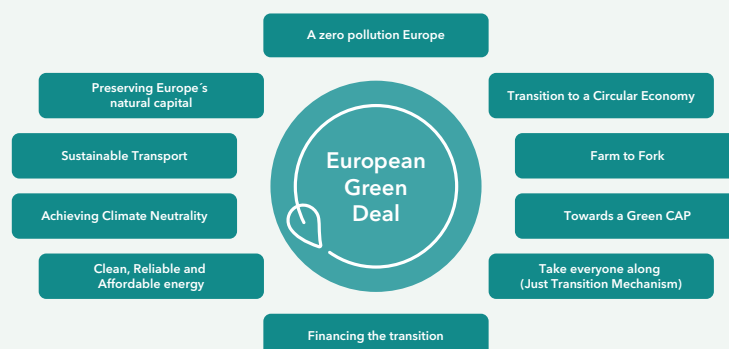 A zero pollution Europe
Preserving Europe´s
natural capital
Transition to a Circular Economy
Sustainable Transport
Farm to Fork
European
Green
Deal
Achieving Climate Neutrality
Towards a Green CAP
Clean, Reliable and
Affordable energy
Take everyone along
(Just Transition Mechanism)
Financing the transition